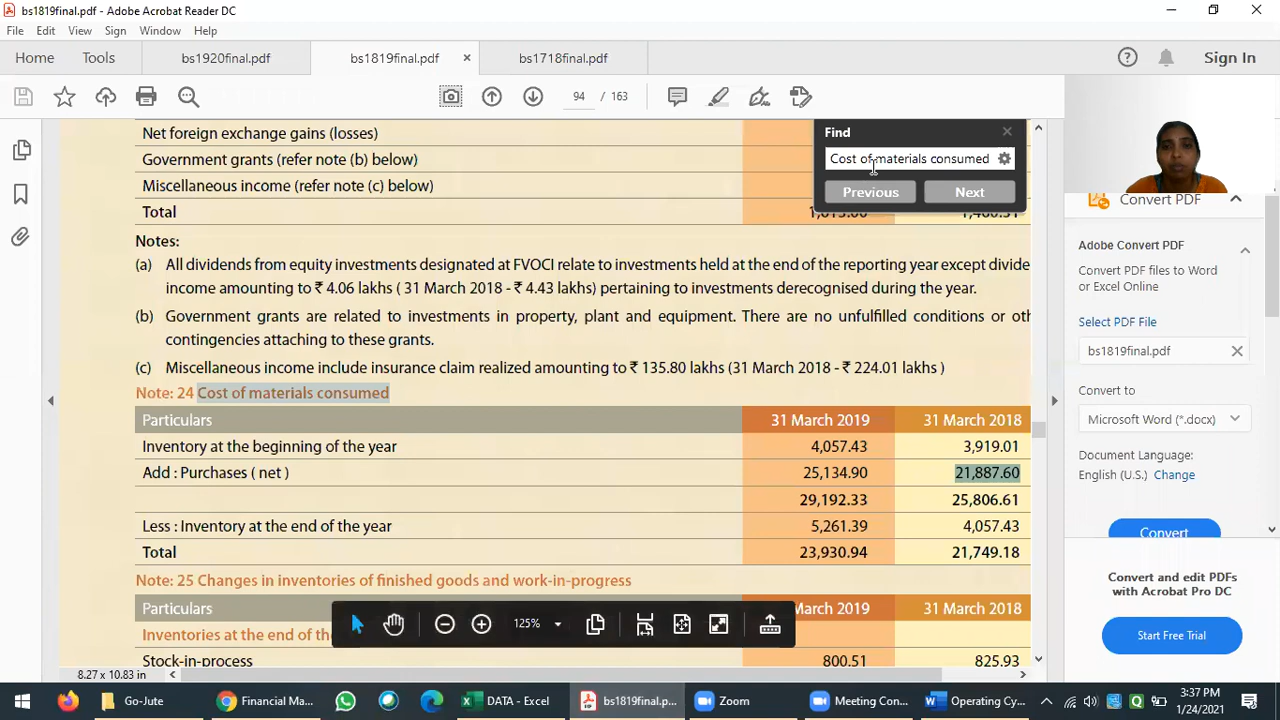 bs1819final.pdf - Adobe Acrobat Reader DC
File Edit View Sign Window Help
Home Tools bs1920final.pdf bs1819final.pdf × bs1718final.pdf Sign In
94 / 163
Net foreign exchange gains (losses)
Government grants (refer note (b) below)
Miscellaneous income (refer note (c) below)
Total
Find
Cost of materials consumed
Previous Next
Notes:
(a) All dividends from equity investments designated at FVOCI relate to investments held at the end of the reporting year except divide
income amounting to ₹ 4.06 lakhs ( 31 March 2018 - ₹ 4.43 lakhs) pertaining to investments derecognised during the year.
(b) Government grants are related to investments in property, plant and equipment. There are no unfulfilled conditions or oth
contingencies attaching to these grants.
(c) Miscellaneous income include insurance claim realized amounting to ₹ 135.80 lakhs (31 March 2018 - ₹ 224.01 lakhs )
Note: 24 Cost of materials consumed
Particulars 31 March 2019 31 March 2018
Inventory at the beginning of the year 4,057.43 3,919.01
Add : Purchases ( net ) 25,134.90 21,887.60
29,192.33 25,806.61
Less : Inventory at the end of the year 5,261.39 4,057.43
Total 23,930.94 21,749.18
Note: 25 Changes in inventories of finished goods and work-in-progress
Particulars March 2019 31 March 2018
Inventories at the end of the
Stock-in-process 800.51 825.93
125%
8.27 x 10.83 in
Convert PDF
Adobe Convert PDF
Convert PDF files to Word
or Excel Online
Select PDF File
bs1819final.pdf
Convert to
Microsoft Word (*.docx)
Document Language:
English (U.S.) Change
Convert
Convert and edit PDFs
with Acrobat Pro DC
Start Free Trial
Go-Jute
Financial Ma...
DATA - Excel
bs1819final.p...
Zoom
Meeting Con...
Operating Cy...
3:37 PM
1/24/2021